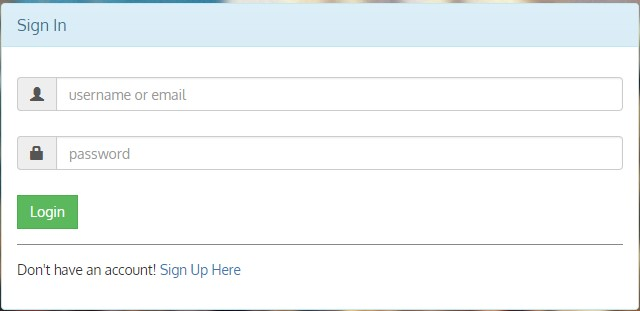 Sign In
username or email
password
Login
Don't have an account! Sign Up Here